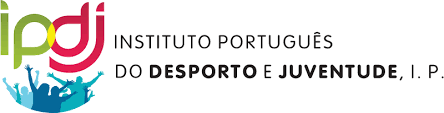 ipdj
INSTITUTO PORTUGUÊS
DO DESPORTO E JUVENTUDE, I. P.